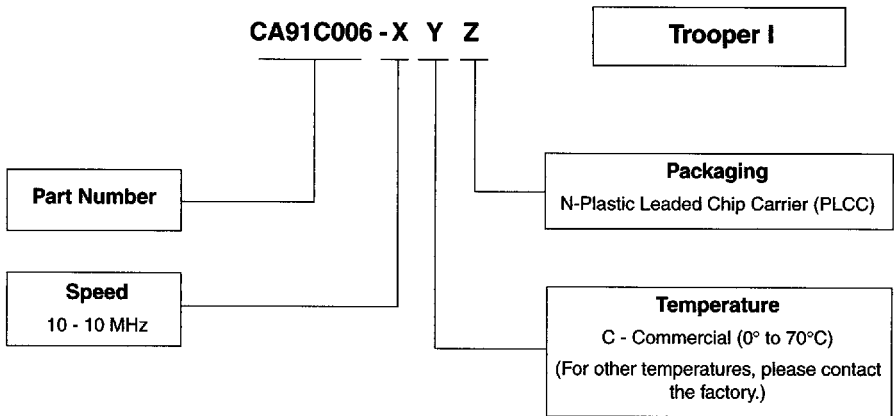 CA91C006 - X Y Z
Trooper I
Part Number
Packaging
N-Plastic Leaded Chip Carrier (PLCC)
Speed
10 - 10 MHz
Temperature
C - Commercial (0° to 70°C)
(For other temperatures, please contact
the factory.)